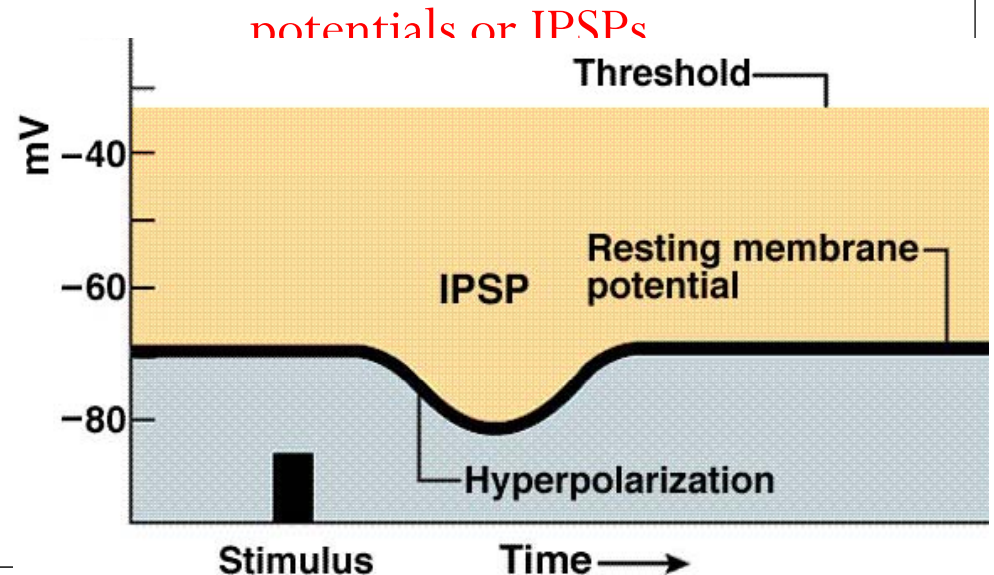 potentials or IPSPs
Threshold
mV
−40
Resting membrane
potential
−60
IPSP
−80
Hyperpolarization
Stimulus
Time